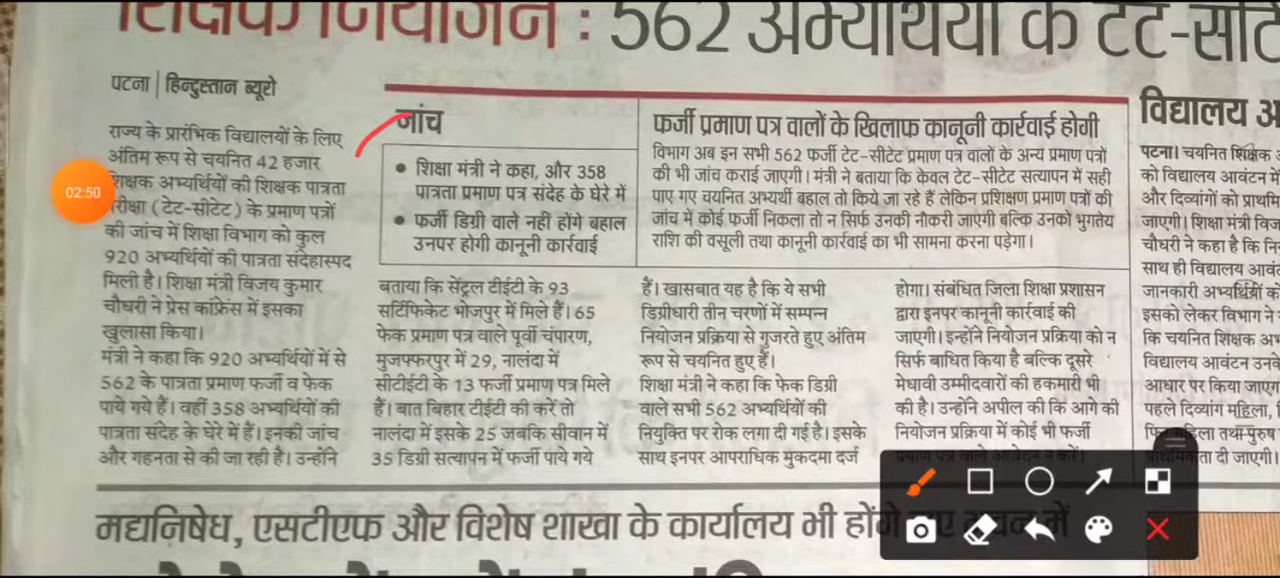 शिक्षक नियोजन : 562 अभ्यर्थियों के टेट-सीटे
पटना | हिन्दुस्तान ब्यूरो
राज्य के प्रारंभिक विद्यालयों के लिए
अंतिम रूप से चयनित 42 हजार
शिक्षक अभ्यर्थियों की शिक्षक पात्रता
परीक्षा (टेट-सीटेट) के प्रमाण पत्रों
की जांच में शिक्षा विभाग को कुल
920 अभ्यर्थियों की पात्रता संदेहास्पद
मिली है। शिक्षा मंत्री विजय कुमार
चौधरी ने प्रेस कांफ्रेंस में इसका
खुलासा किया।
मंत्री ने कहा कि 920 अभ्यर्थियों में से
562 के पात्रता प्रमाण फर्जी व फेक
पाये गये हैं। वहीं 358 अभ्यर्थियों की
पात्रता संदेह के घेरे में हैं। इनकी जांच
और गहनता से की जा रही है। उन्होंने
जांच
● शिक्षा मंत्री ने कहा, और 358
पात्रता प्रमाण पत्र संदेह के घेरे में
● फर्जी डिग्री वाले नहीं होंगे बहाल
उनपर होगी कानूनी कार्रवाई
फर्जी प्रमाण पत्र वालों के खिलाफ कानूनी कार्रवाई होगी
विभाग अब इन सभी 562 फर्जी टेट-सीटेट प्रमाण पत्र वालों के अन्य प्रमाण पत्रों
की भी जांच कराई जाएगी। मंत्री ने बताया कि केवल टेट-सीटेट सत्यापन में सही
पाए गए चयनित अभ्यर्थी बहाल तो किये जा रहे हैं लेकिन प्रशिक्षण प्रमाण पत्रों की
जांच में कोई फर्जी निकला तो न सिर्फ उनकी नौकरी जाएगी बल्कि उनको भुगतेय
राशि की वसूली तथा कानूनी कार्रवाई का भी सामना करना पड़ेगा।
बताया कि सेंट्रल टीईटी के 93
सर्टिफिकेट भोजपुर में मिले हैं। 65
फेक प्रमाण पत्र वाले पूर्वी चंपारण,
मुजफ्फरपुर में 29, नालंदा में
सीटीईटी के 13 फर्जी प्रमाण पत्र मिले
हैं। बात बिहार टीईटी की करें तो
नालंदा में इसके 25 जबकि सीवान में
35 डिग्री सत्यापन में फर्जी पाये गये
हैं। खासबात यह है कि ये सभी
डिग्रीधारी तीन चरणों में सम्पन्न
नियोजन प्रक्रिया से गुजरते हुए अंतिम
रूप से चयनित हुए हैं।
शिक्षा मंत्री ने कहा कि फेक डिग्री
वाले सभी 562 अभ्यर्थियों की
नियुक्ति पर रोक लगा दी गई है। इसके
साथ इनपर आपराधिक मुकदमा दर्ज
होगा। संबंधित जिला शिक्षा प्रशासन
द्वारा इनपर कानूनी कार्रवाई की
जाएगी। इन्होंने नियोजन प्रक्रिया को न
सिर्फ बाधित किया है बल्कि दूसरे
मेधावी उम्मीदवारों की हकमारी भी
की है। उन्होंने अपील की कि आगे की
नियोजन प्रक्रिया में कोई भी फर्जी
प्रमाण पत्र वाले आवेदन न करें।
विद्यालय
पटना। चयनित शिक्षक
को विद्यालय आवंटन में
और दिव्यांगों को
जाएगी। शिक्षा मंत्री
चौधरी ने कहा है कि
साथ ही विद्यालय
जानकारी अभ्यर्थियों
इसको लेकर विभाग ने
कि चयनित शिक्षक
विद्यालय आवंटन
आधार पर किया
पहले दिव्यांग महिला,
महिला तथा पुरुष
दी जाएगी।
मद्यनिषेध, एसटीएफ और विशेष शाखा के कार्यालय भी होंगे भवन में
02:50